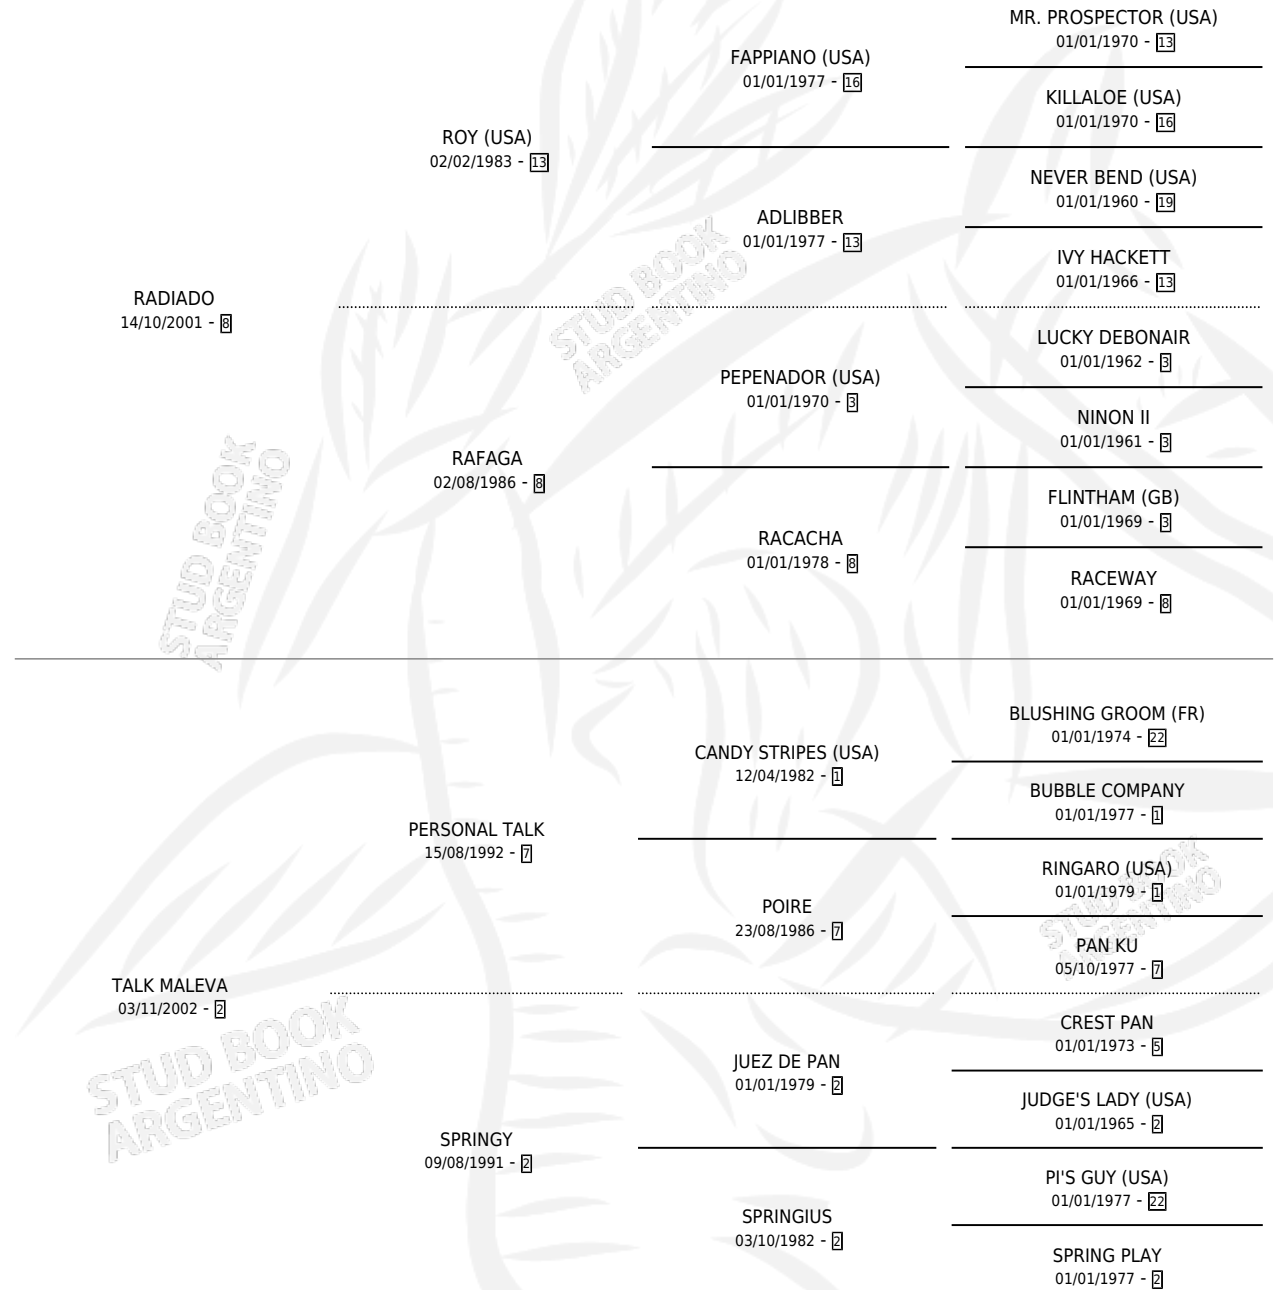 MR. PROSPECTOR (USA)
01/01/1970 - 13
FAPPIANO (USA)
01/01/1977 - 16
KILLALOE (USA)
01/01/1970 - 16
ROY (USA)
02/02/1983 - 13
NEVER BEND (USA)
01/01/1960 - 19
ADLIBBER
01/01/1977 - 13
IVY HACKETT
01/01/1966 - 13
RADIADO
14/10/2001 - 8
LUCKY DEBONAIR
01/01/1962 - 3
PEPENADOR (USA)
01/01/1970 - 3
NINON II
01/01/1961 - 3
RAFAGA
02/08/1986 - 8
FLINTHAM (GB)
01/01/1969 - 3
RACACHA
01/01/1978 - 8
RACEWAY
01/01/1969 - 8
STUD BOOK
ARGENTINO
STUD BOOK
ARGENTINO
BLUSHING GROOM (FR)
01/01/1974 - 22
CANDY STRIPES (USA)
12/04/1982 - 1
BUBBLE COMPANY
01/01/1977 - 1
PERSONAL TALK
15/08/1992 - 7
RINGARO (USA)
01/01/1979 - 1
POIRE
23/08/1986 - 7
PAN KU
05/10/1977 - 7
TALK MALEVA
03/11/2002 - 2
CREST PAN
01/01/1973 - 5
JUEZ DE PAN
01/01/1979 - 2
JUDGE'S LADY (USA)
01/01/1965 - 2
SPRINGY
09/08/1991 - 2
PI'S GUY (USA)
01/01/1977 - 22
SPRINGIUS
03/10/1982 - 2
SPRING PLAY
01/01/1977 - 2
STUD BOOK
ARGENTINO
STUD BOOK
ARGENTINO